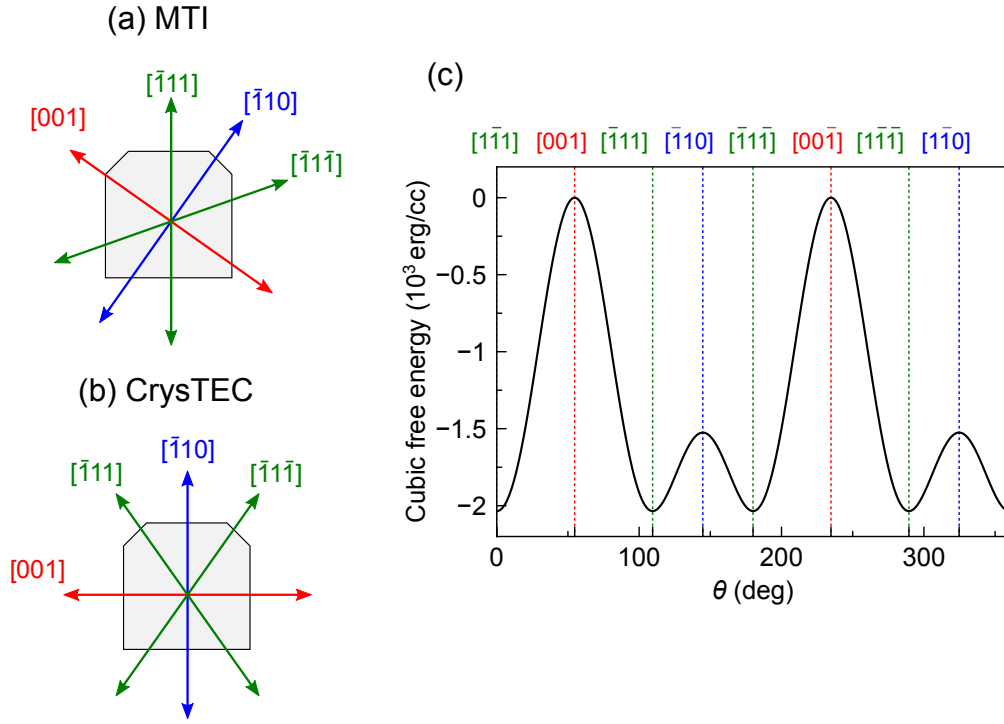 (a) MTI
[1̄11]
[1̄10]
[001]
[1̄11̄]
(b) CrysTEC
[1̄10]
[1̄11]
[1̄11̄]
[001]
(c)
[11̄1] [001] [1̄11] [1̄10] [1̄11̄] [001̄] [11̄1̄] [11̄0]
Cubic free energy (10³ erg/cc)
0
−0.5
−1
−1.5
−2
0 100 200 300
θ (deg)